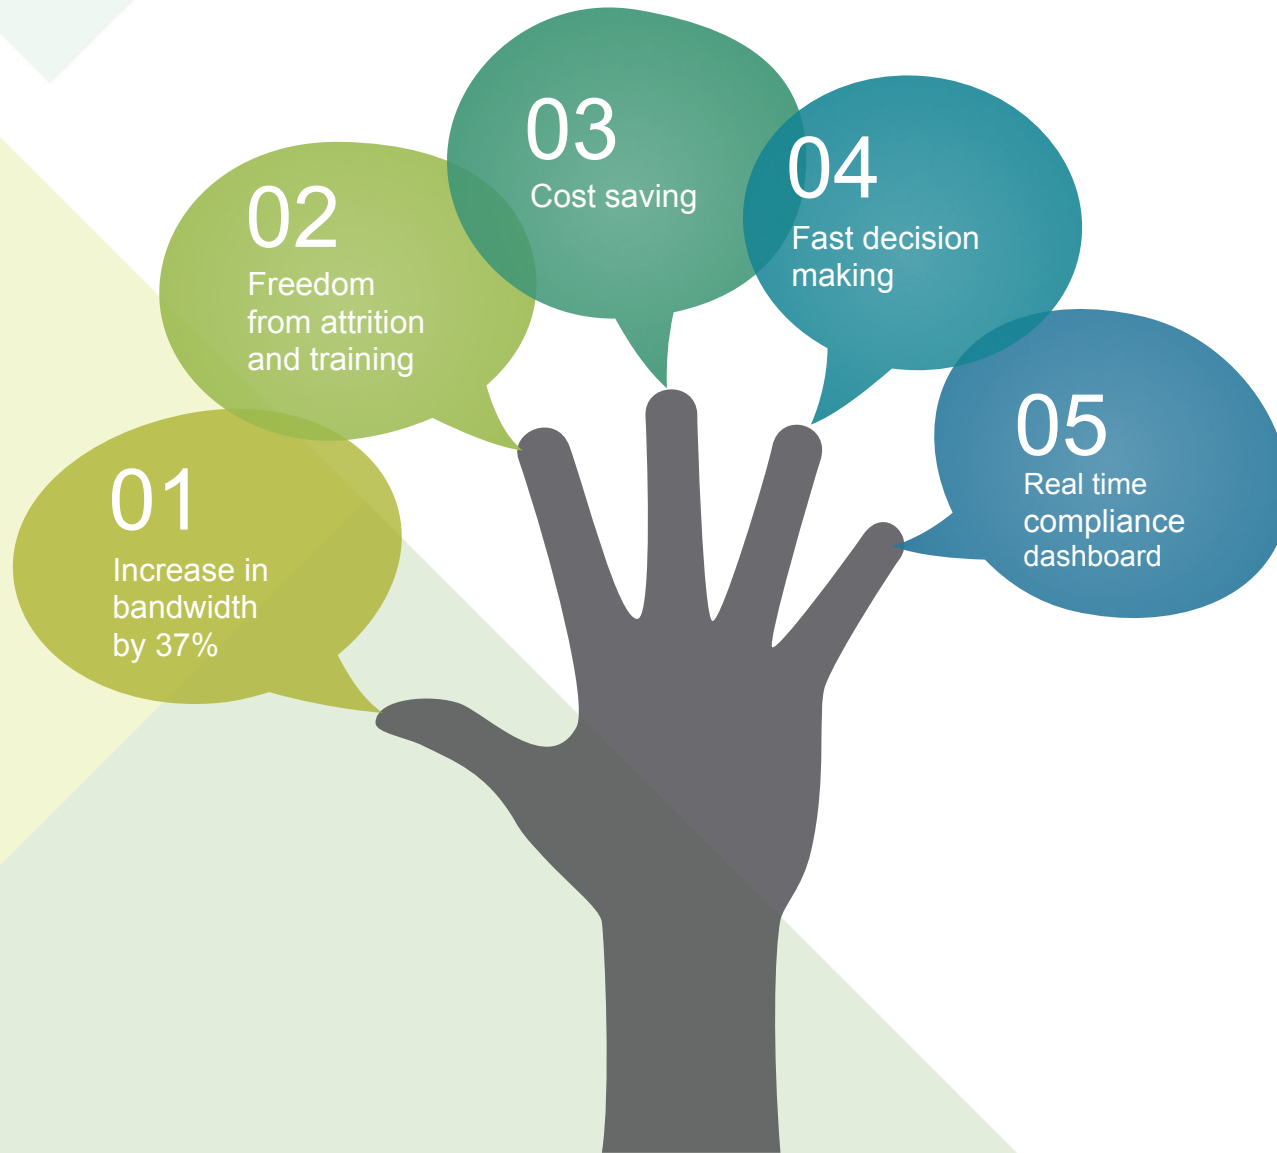 01
Increase in
bandwidth
by 37%
02
Freedom
from attrition
and training
03
Cost saving
04
Fast decision
making
05
Real time
compliance
dashboard